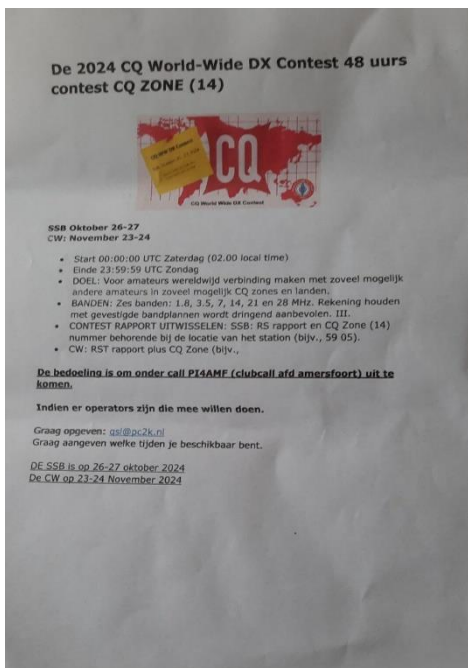 De 2024 CQ World-Wide DX Contest 48 uurs
contest CQ ZONE (14)
CQ
CQ World Wide DX Contest
SSB Oktober 26-27
CW: November 23-24
• Start 00:00:00 UTC Zaterdag (02.00 local time)
• Einde 23:59:59 UTC Zondag
• DOEL: Voor amateurs wereldwijd verbinding maken met zoveel mogelijk
andere amateurs in zoveel mogelijk CQ zones en landen.
• BANDEN: Zes banden: 1.8, 3.5, 7, 14, 21 en 28 MHz. Rekening houden
met gevestigde bandplannen wordt dringend aanbevolen. III.
• CONTEST RAPPORT UITWISSELEN: SSB: RS rapport en CQ Zone (14)
nummer behorende bij de locatie van het station (bijv., 59 05).
• CW: RST rapport plus CQ Zone (bijv.,
De bedoeling is om onder call PI4AMF (clubcall afd amersfoort) uit te
komen.
Indien er operators zijn die mee willen doen.
Graag opgeven: qsl@pc2k.nl
Graag aangeven welke tijden je beschikbaar bent.
DE SSB is op 26-27 oktober 2024
De CW op 23-24 November 2024